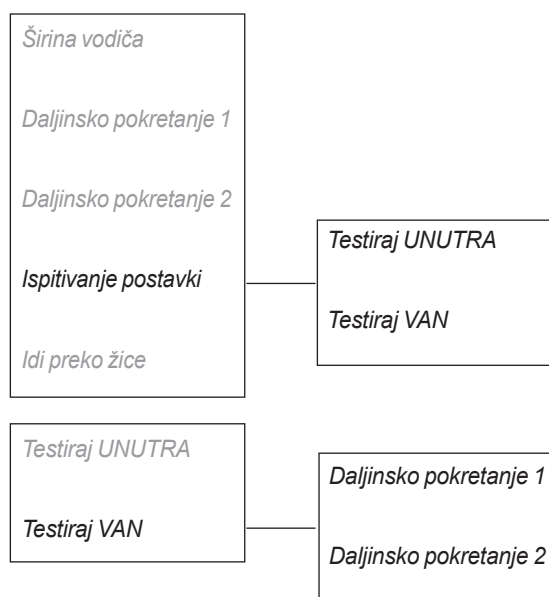 Širina vodiča
Daljinsko pokretanje 1
Daljinsko pokretanje 2
Ispitivanje postavki
Idi preko žice
Testiraj UNUTRA
Testiraj VAN
Testiraj UNUTRA
Testiraj VAN
Daljinsko pokretanje 1
Daljinsko pokretanje 2